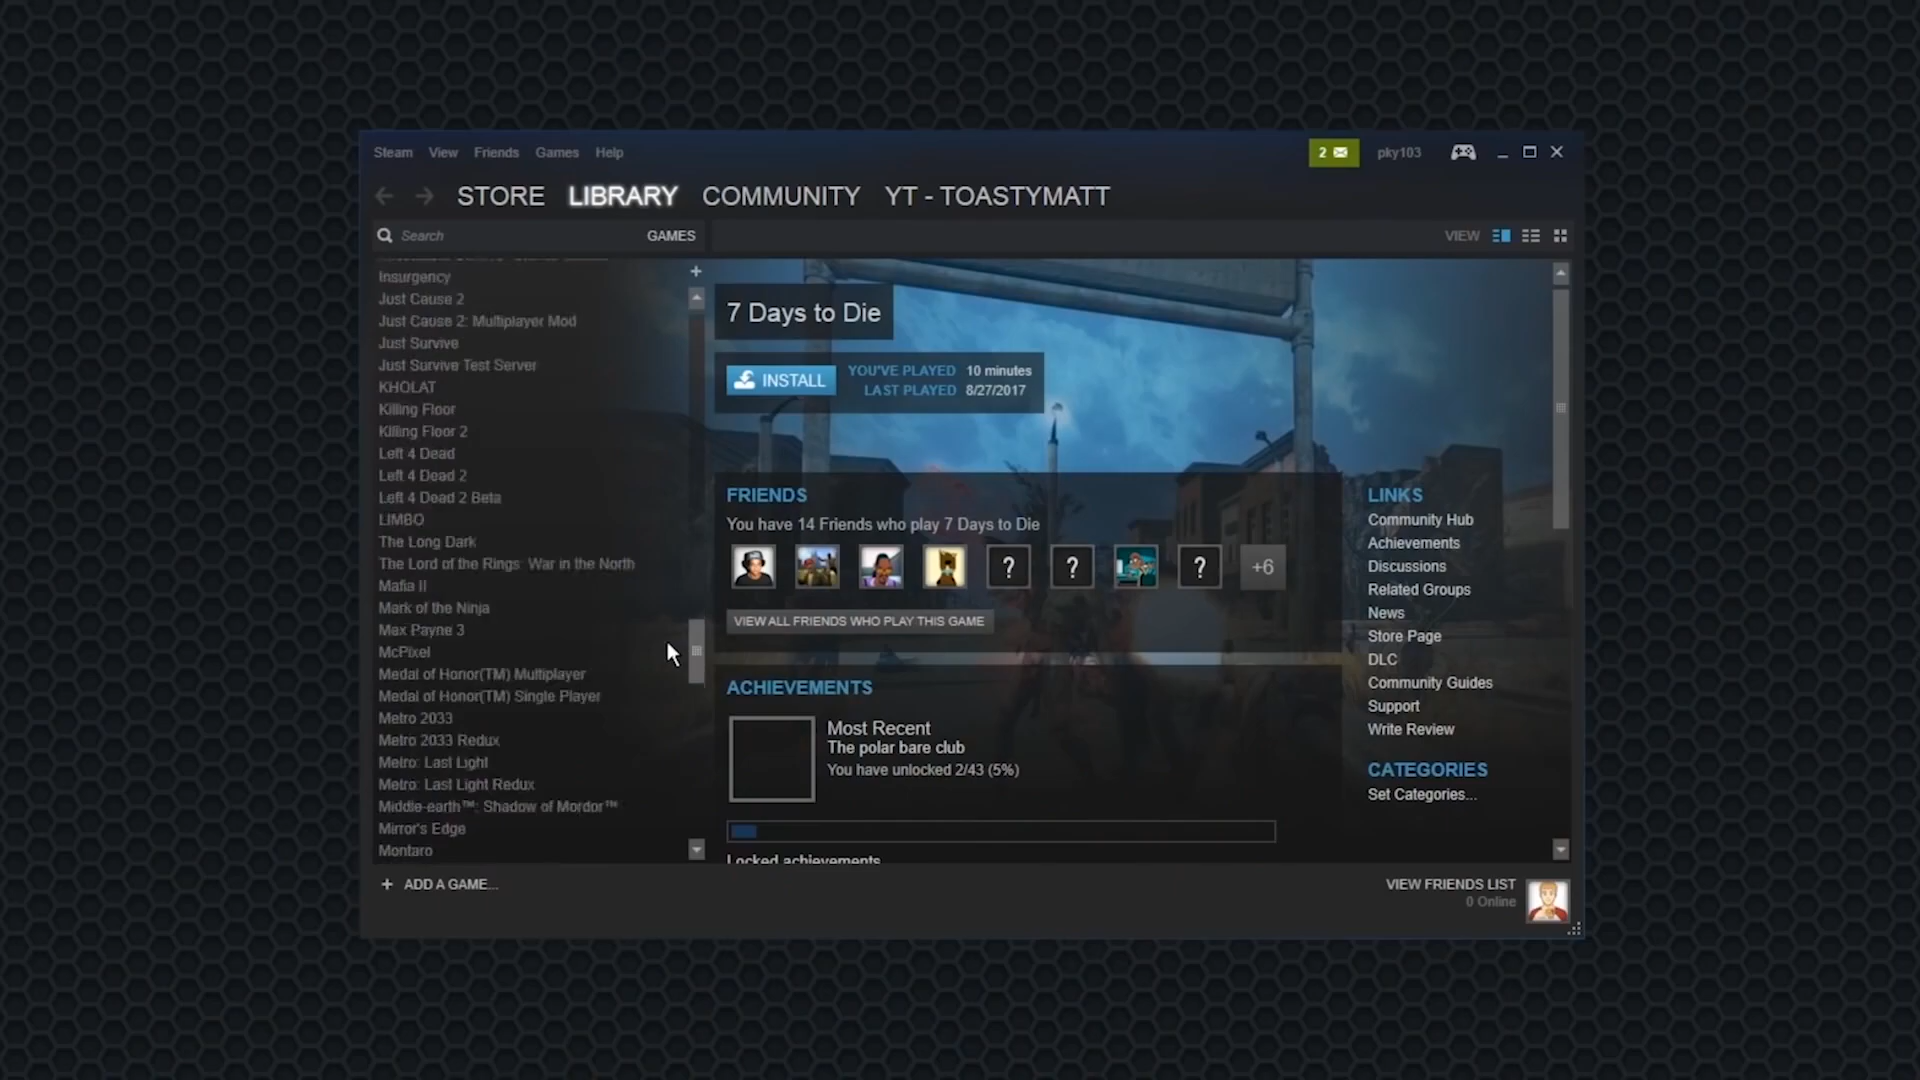 Steam View Friends Games Help
2 pky103
STORE LIBRARY COMMUNITY YT - TOASTYMATT
Search GAMES
VIEW
Insurgency
Just Cause 2
Just Cause 2: Multiplayer Mod
Just Survive
Just Survive Test Server
KHOLAT
Killing Floor
Killing Floor 2
Left 4 Dead
Left 4 Dead 2
Left 4 Dead 2 Beta
LIMBO
The Long Dark
The Lord of the Rings: War in the North
Mafia II
Mark of the Ninja
Max Payne 3
McPixel
Medal of Honor(TM) Multiplayer
Medal of Honor(TM) Single Player
Metro 2033
Metro 2033 Redux
Metro: Last Light
Metro: Last Light Redux
Middle-earth™: Shadow of Mordor™
Mirror's Edge
Montaro
+ ADD A GAME...
7 Days to Die
INSTALL
YOU'VE PLAYED 10 minutes
LAST PLAYED 8/27/2017
FRIENDS
You have 14 Friends who play 7 Days to Die
? ? ? +6
VIEW ALL FRIENDS WHO PLAY THIS GAME
ACHIEVEMENTS
Most Recent
The polar bare club
You have unlocked 2/43 (5%)
Locked achievements
LINKS
Community Hub
Achievements
Discussions
Related Groups
News
Store Page
DLC
Community Guides
Support
Write Review
CATEGORIES
Set Categories...
VIEW FRIENDS LIST
0 Online